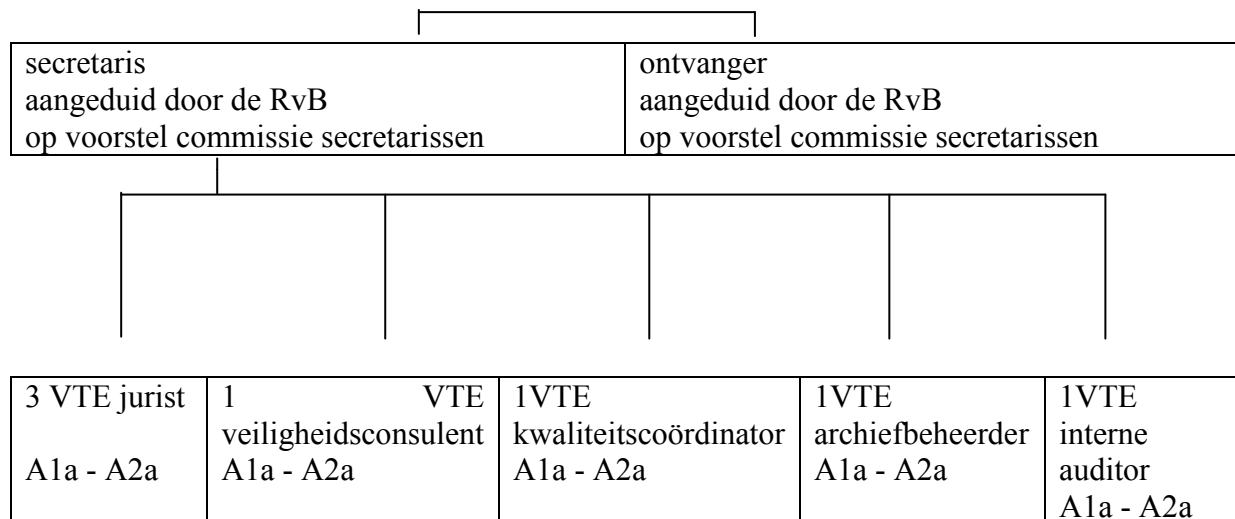 secretaris
aangeduid door de RvB
op voorstel commissie secretarissen
ontvanger
aangeduid door de RvB
op voorstel commissie secretarissen
3 VTE jurist
A1a - A2a
1 VTE
veiligheidsconsulent
A1a - A2a
1VTE
kwaliteitscoördinator
A1a - A2a
1VTE
archiefbeheerder
A1a - A2a
1VTE
interne
auditor
A1a - A2a